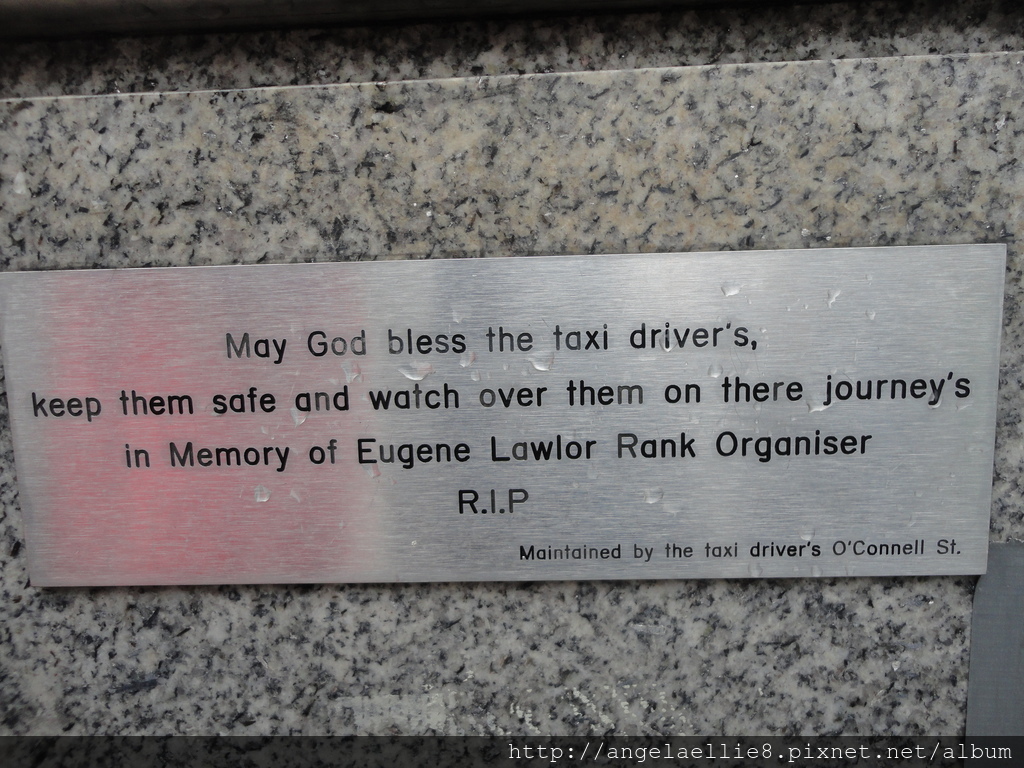 May God bless the taxi driver's,
keep them safe and watch over them on there journey's
in Memory of Eugene Lawlor Rank Organiser
R.I.P
Maintained by the taxi driver's O'Connell St.
http://angelaellie8.pixnet.net/album